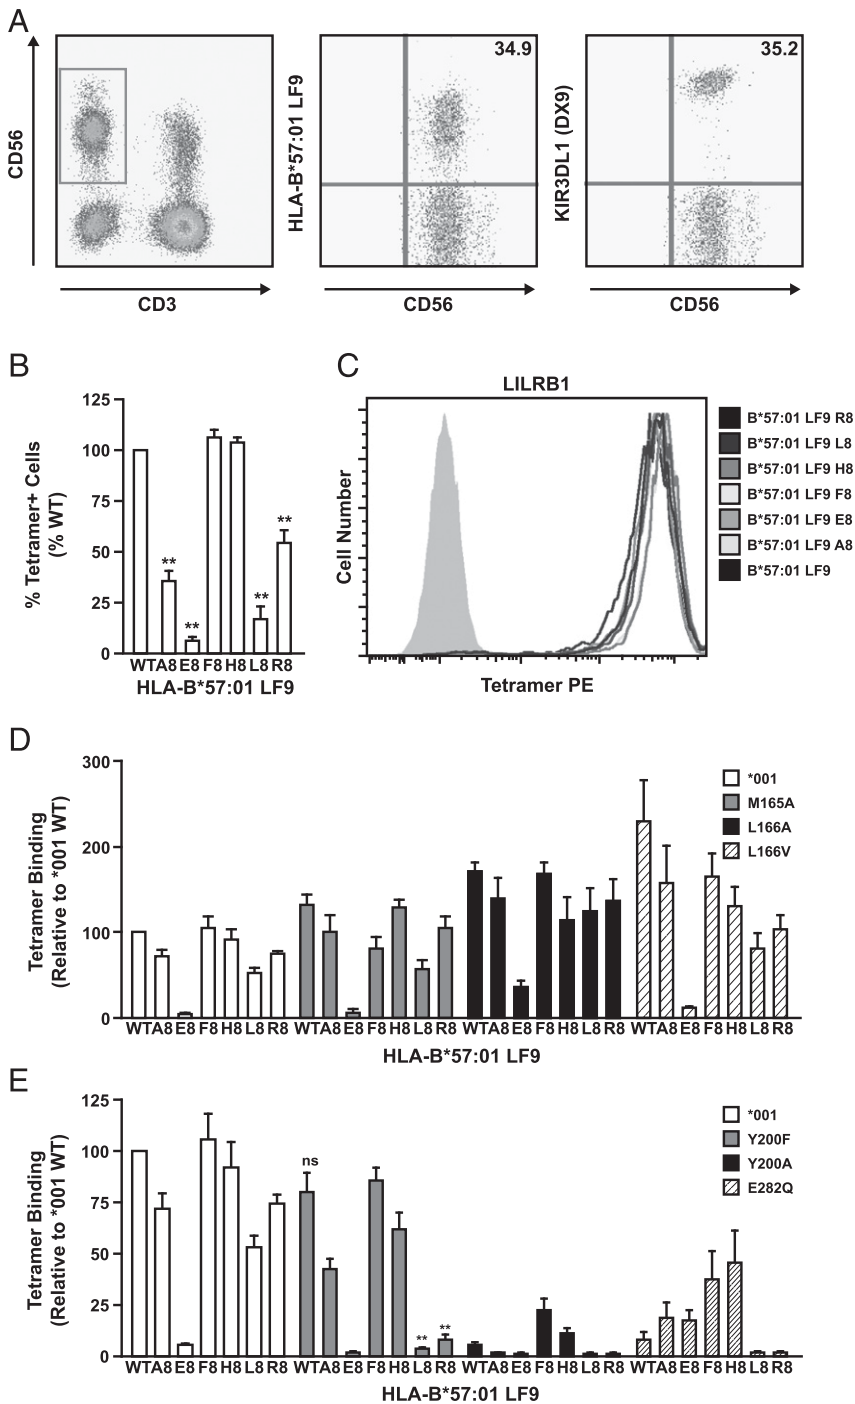 A
34.9
35.2
CD56
HLA-B*57:01 LF9
KIR3DL1 (DX9)
CD3
CD56
CD56
B
C
% Tetramer+ Cells
(% WT)
125
100
75
50
25
0
**
**
**
**
WT A8 E8 F8 H8 L8 R8
HLA-B*57:01 LF9
LILRB1
Cell Number
Tetramer PE
B*57:01 LF9 R8
B*57:01 LF9 L8
B*57:01 LF9 H8
B*57:01 LF9 F8
B*57:01 LF9 E8
B*57:01 LF9 A8
B*57:01 LF9
D
Tetramer Binding
(Relative to *001 WT)
300
200
100
0
*001
M165A
L166A
L166V
WT A8 E8 F8 H8 L8 R8 WT A8 E8 F8 H8 L8 R8 WT A8 E8 F8 H8 L8 R8 WT A8 E8 F8 H8 L8 R8
HLA-B*57:01 LF9
E
Tetramer Binding
(Relative to *001 WT)
125
100
75
50
25
0
ns
**
**
*001
Y200F
Y200A
E282Q
WT A8 E8 F8 H8 L8 R8 WT A8 E8 F8 H8 L8 R8 WT A8 E8 F8 H8 L8 R8 WT A8 E8 F8 H8 L8 R8
HLA-B*57:01 LF9